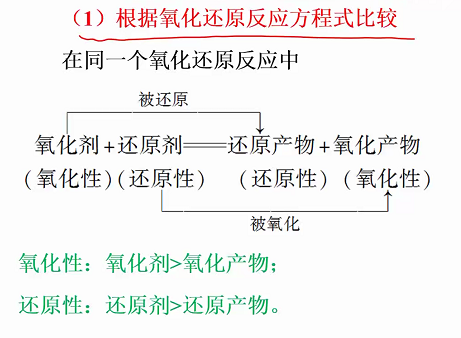 （1）根据氧化还原反应方程式比较
在同一个氧化还原反应中
被还原
氧化剂+还原剂══还原产物+氧化产物
(氧化性)(还原性) (还原性) (氧化性)
被氧化
氧化性：氧化剂>氧化产物；
还原性：还原剂>还原产物。